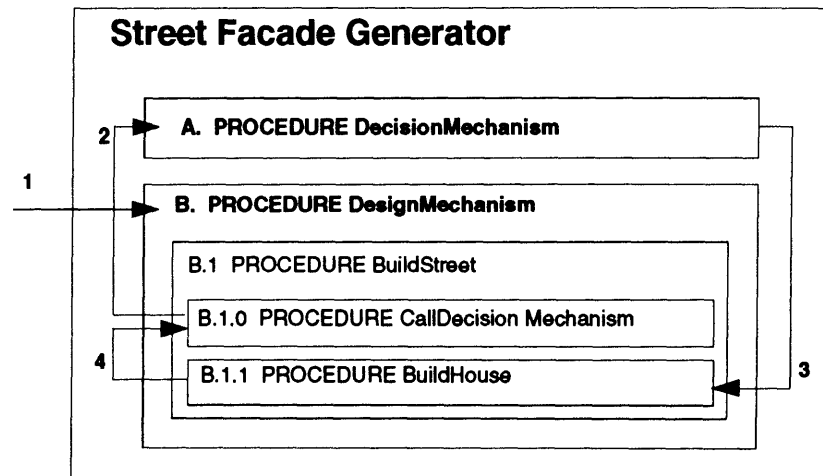 Street Facade Generator
2
A. PROCEDURE DecisionMechanism
1
B. PROCEDURE DesignMechanism
B.1 PROCEDURE BuildStreet
B.1.0 PROCEDURE CallDecision Mechanism
4
B.1.1 PROCEDURE BuildHouse
3